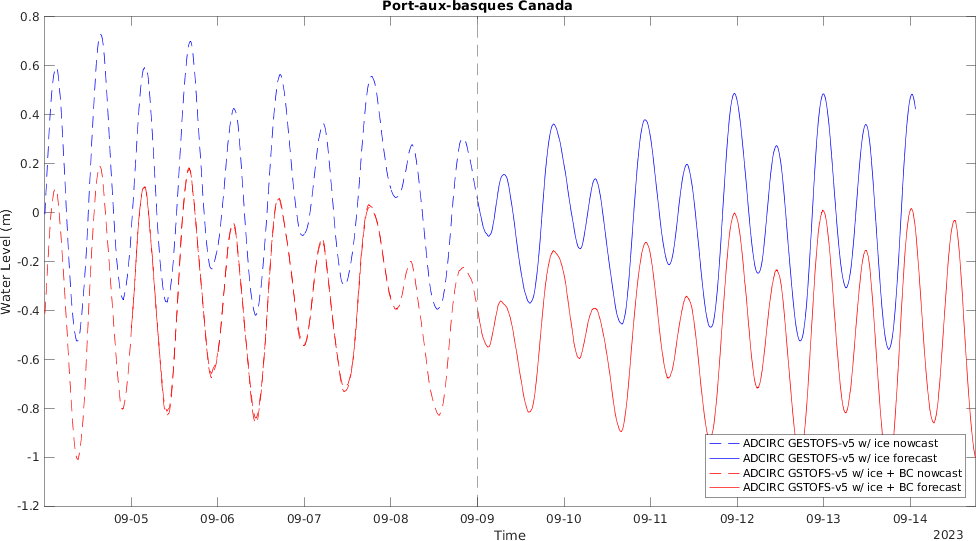 Port-aux-basques Canada
0.8
0.6
0.4
0.2
0
-0.2
-0.4
-0.6
-0.8
-1
-1.2
Water Level (m)
ADCIRC GESTOFS-v5 w/ ice nowcast
ADCIRC GESTOFS-v5 w/ ice forecast
ADCIRC GSTOFS-v5 w/ ice + BC nowcast
ADCIRC GSTOFS-v5 w/ ice + BC forecast
09-05 09-06 09-07 09-08 09-09 09-10 09-11 09-12 09-13 09-14
Time
2023